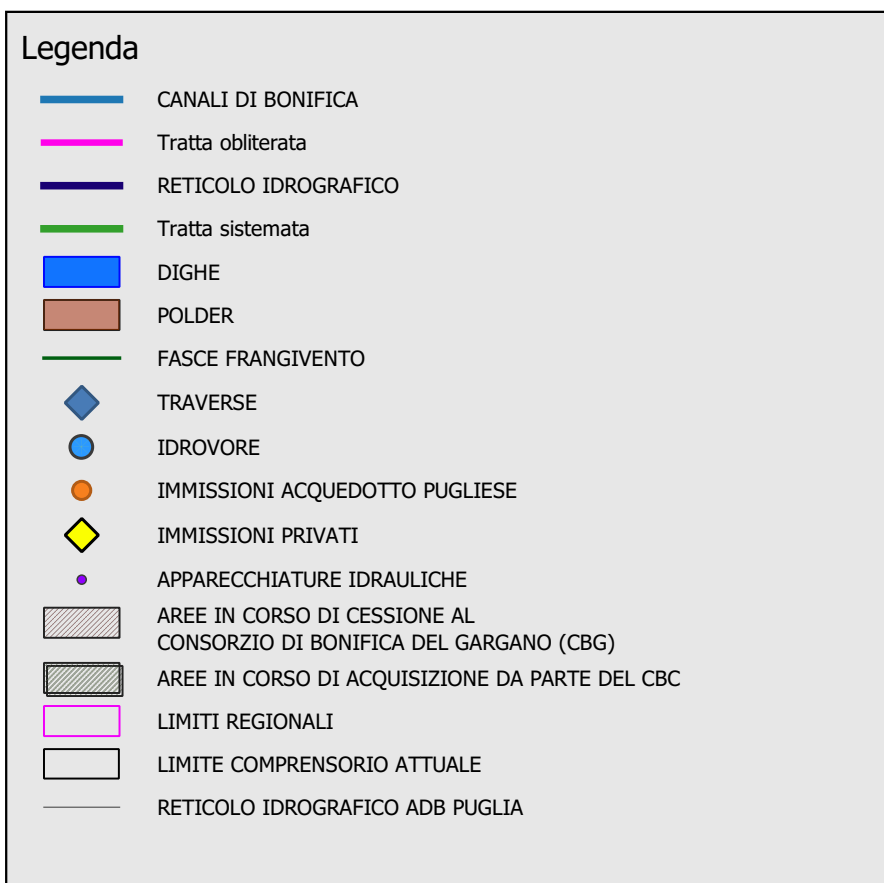 Legenda
CANALI DI BONIFICA
Tratta obliterata
RETICOLO IDROGRAFICO
Tratta sistemata
DIGHE
POLDER
FASCE FRANGIVENTO
TRAVERSE
IDROVORE
IMMISSIONI ACQUEDOTTO PUGLIESE
IMMISSIONI PRIVATI
APPARECCHIATURE IDRAULICHE
AREE IN CORSO DI CESSIONE AL
CONSORZIO DI BONIFICA DEL GARGANO (CBG)
AREE IN CORSO DI ACQUISIZIONE DA PARTE DEL CBC
LIMITI REGIONALI
LIMITE COMPRENSORIO ATTUALE
RETICOLO IDROGRAFICO ADB PUGLIA